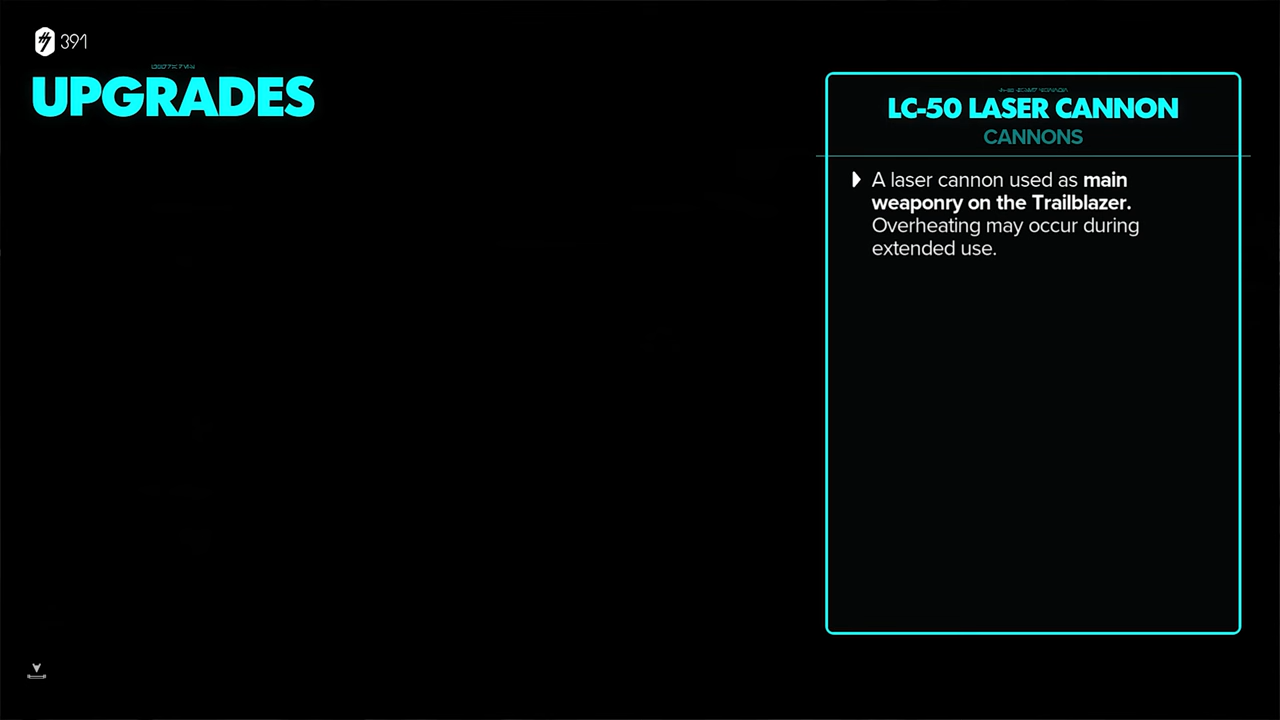 391
UPGRADES
LC-50 LASER CANNON
CANNONS
A laser cannon used as main
weaponry on the Trailblazer.
Overheating may occur during
extended use.